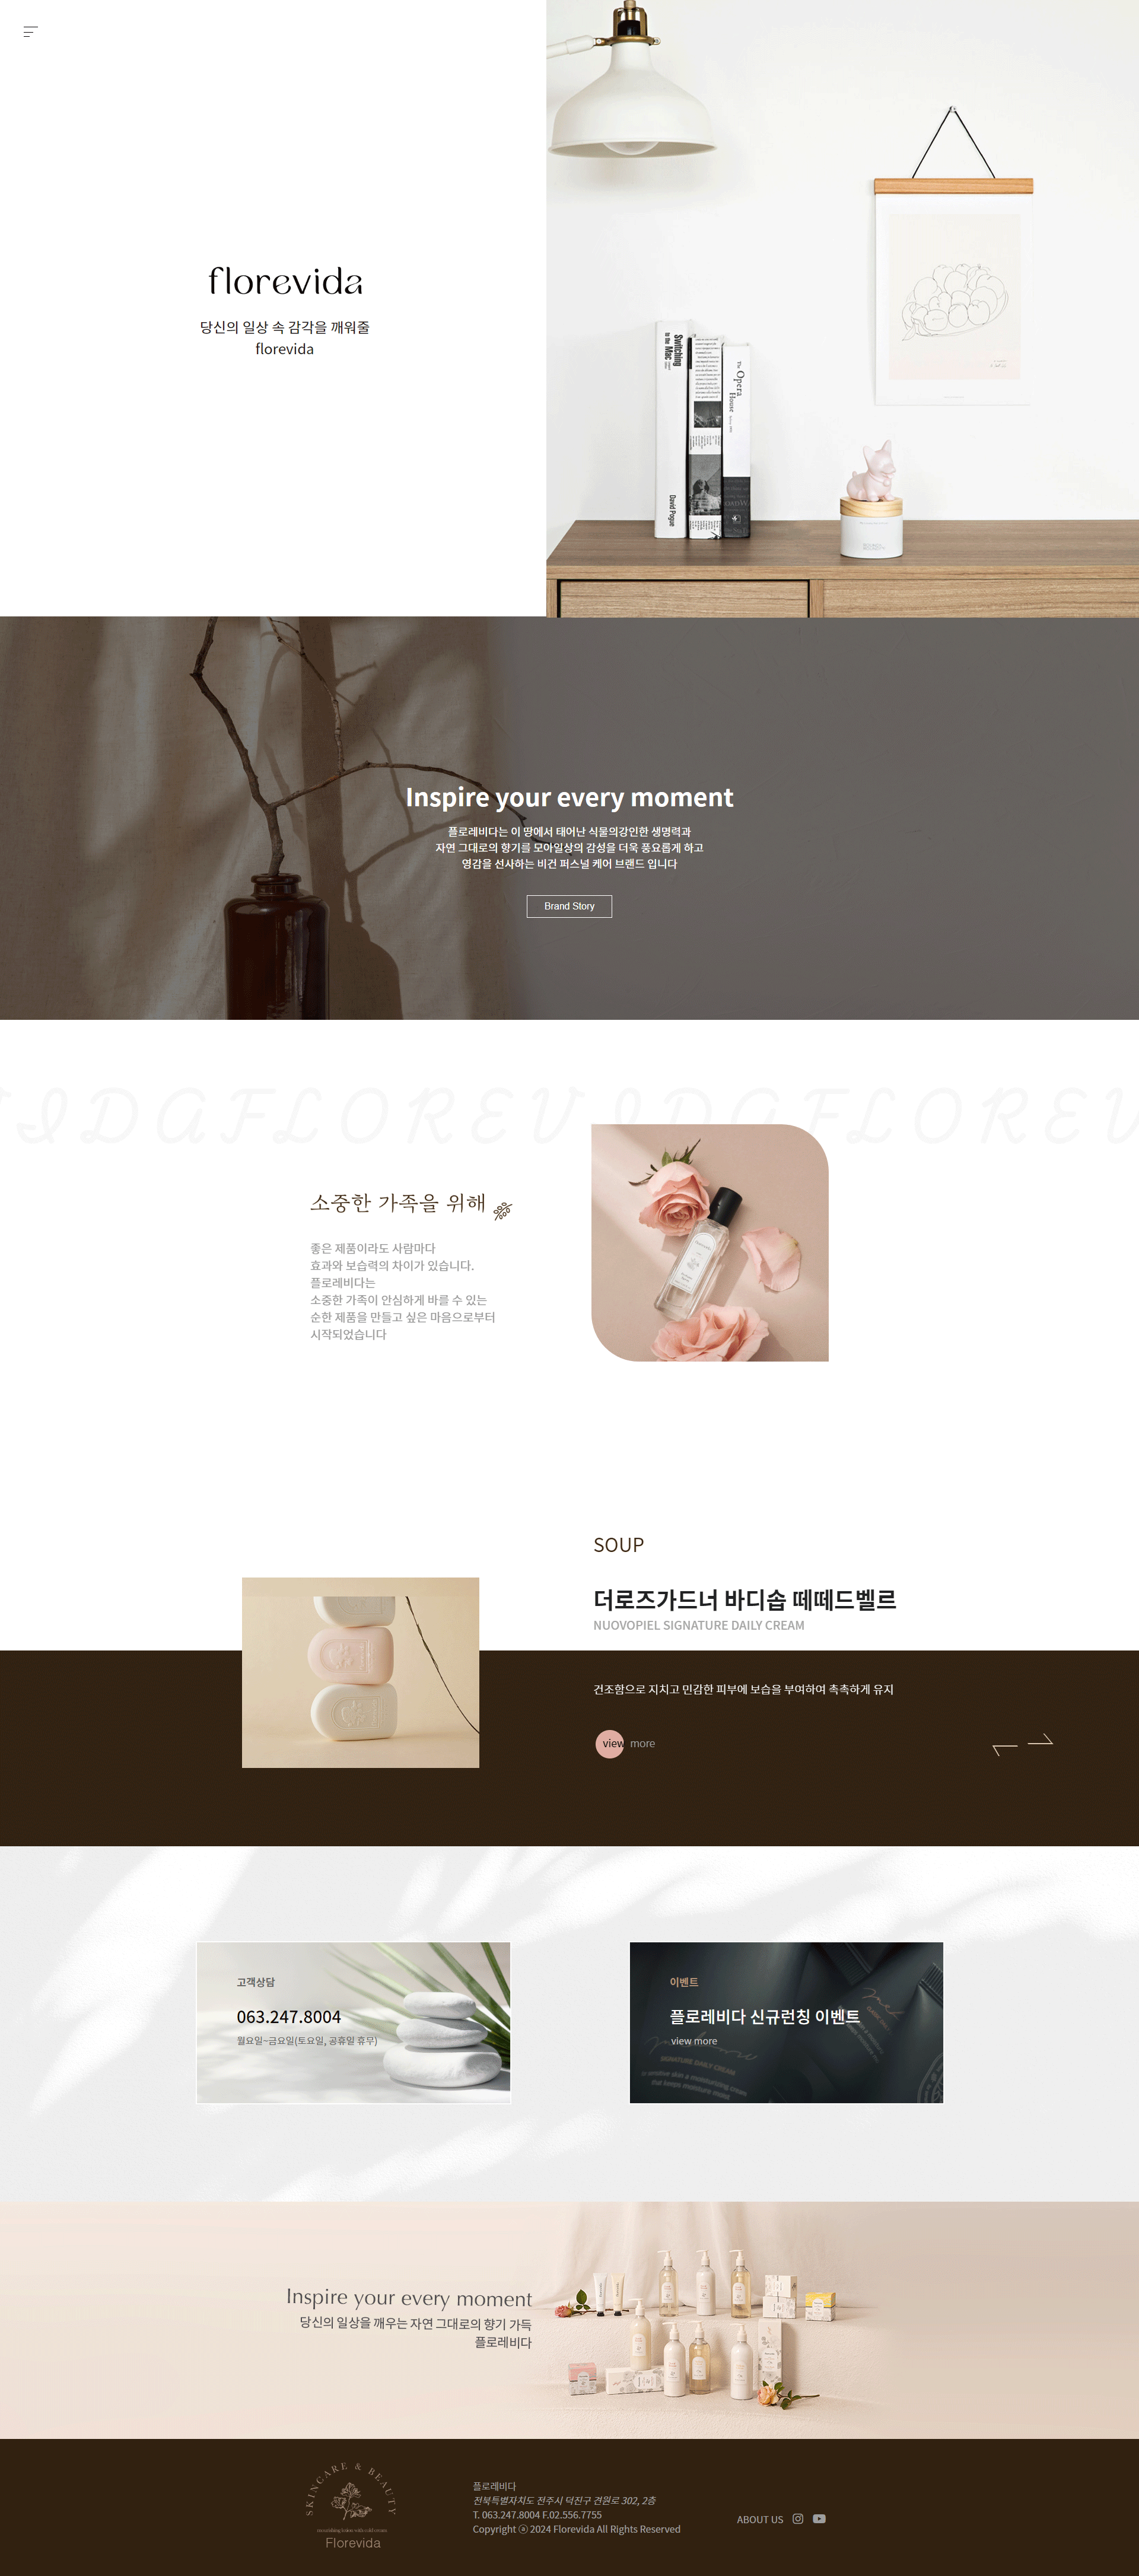 florevida
당신의 일상 속 감각을 깨워줄
florevida
Switching
to the Mac
David Pogue
The Opera
House
Inspire your every moment
플로레비다는 이 땅에서 태어난 식물의강인한 생명력과
자연 그대로의 향기를 모아일상의 감성을 더욱 풍요롭게 하고
영감을 선사하는 비건 퍼스널 케어 브랜드 입니다
Brand Story
VIDAFLOREVIDAFLOREV
소중한 가족을 위해
좋은 제품이라도 사람마다
효과와 보습력의 차이가 있습니다.
플로레비다는
소중한 가족이 안심하게 바를 수 있는
순한 제품을 만들고 싶은 마음으로부터
시작되었습니다
SOUP
더로즈가드너 바디솝 떼떼드벨르
NUOVOPIEL SIGNATURE DAILY CREAM
건조함으로 지치고 민감한 피부에 보습을 부여하여 촉촉하게 유지
view more
고객상담
063.247.8004
월요일~금요일(토요일, 공휴일 휴무)
이벤트
플로레비다 신규런칭 이벤트
view more
SIGNATURE DAILY CREAM
Inspire your every moment
당신의 일상을 깨우는 자연 그대로의 향기 가득
플로레비다
SKINCARE & BEAUTY
Florevida
플로레비다
전북특별자치도 전주시 덕진구 견훤로 302, 2층
T. 063.247.8004 F.02.556.7755
Copyright ⓐ 2024 Florevida All Rights Reserved
ABOUT US